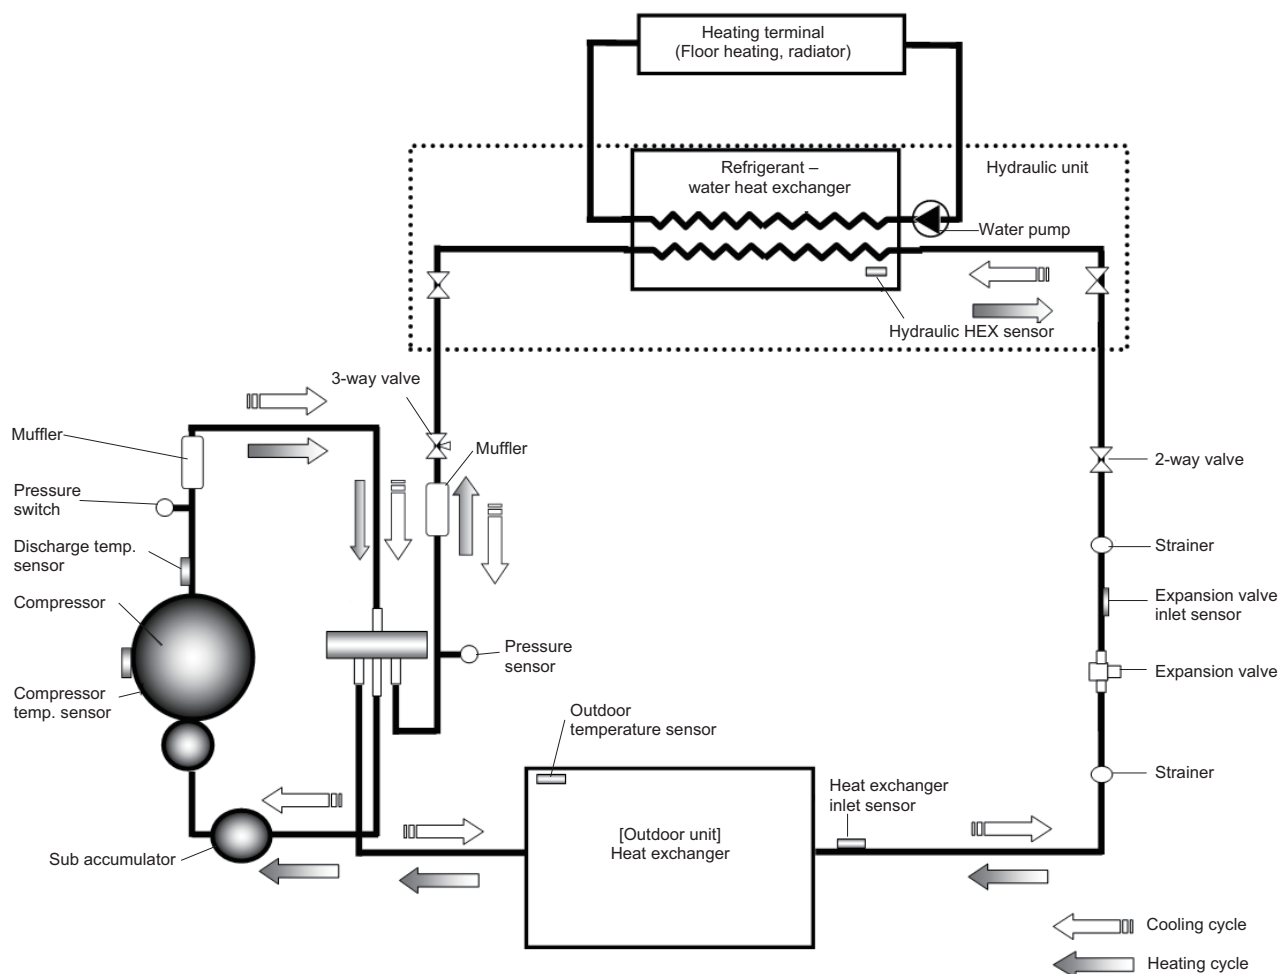 Heating terminal
(Floor heating, radiator)
Refrigerant –
water heat exchanger
Hydraulic unit
Water pump
Hydraulic HEX sensor
3-way valve
Muffler
Muffler
2-way valve
Pressure
switch
Discharge temp.
sensor
Strainer
Compressor
Expansion valve
inlet sensor
Pressure
sensor
Expansion valve
Compressor
temp. sensor
Outdoor
temperature sensor
Strainer
Heat exchanger
inlet sensor
[Outdoor unit]
Heat exchanger
Sub accumulator
Cooling cycle
Heating cycle